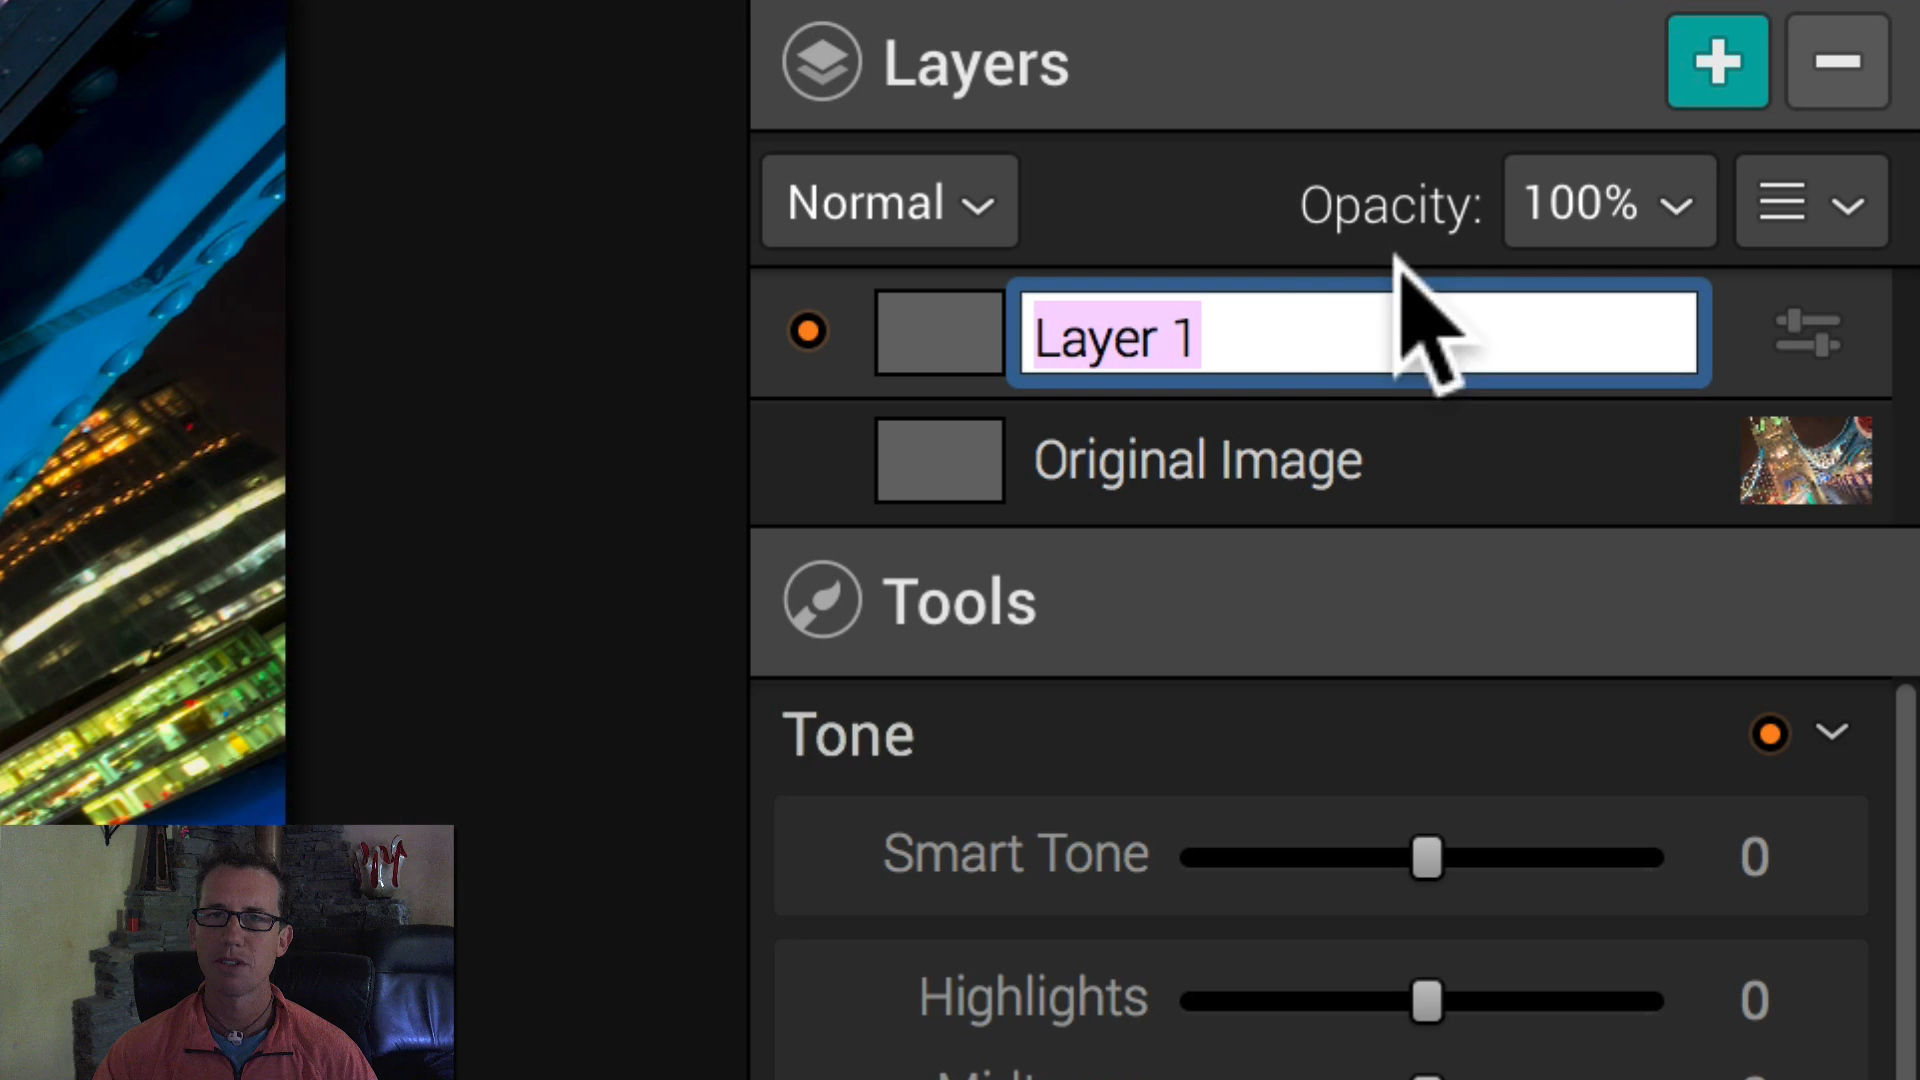 Layers
Normal
Opacity: 100%
Layer 1
Original Image
Tools
Tone
Smart Tone 0
Highlights 0